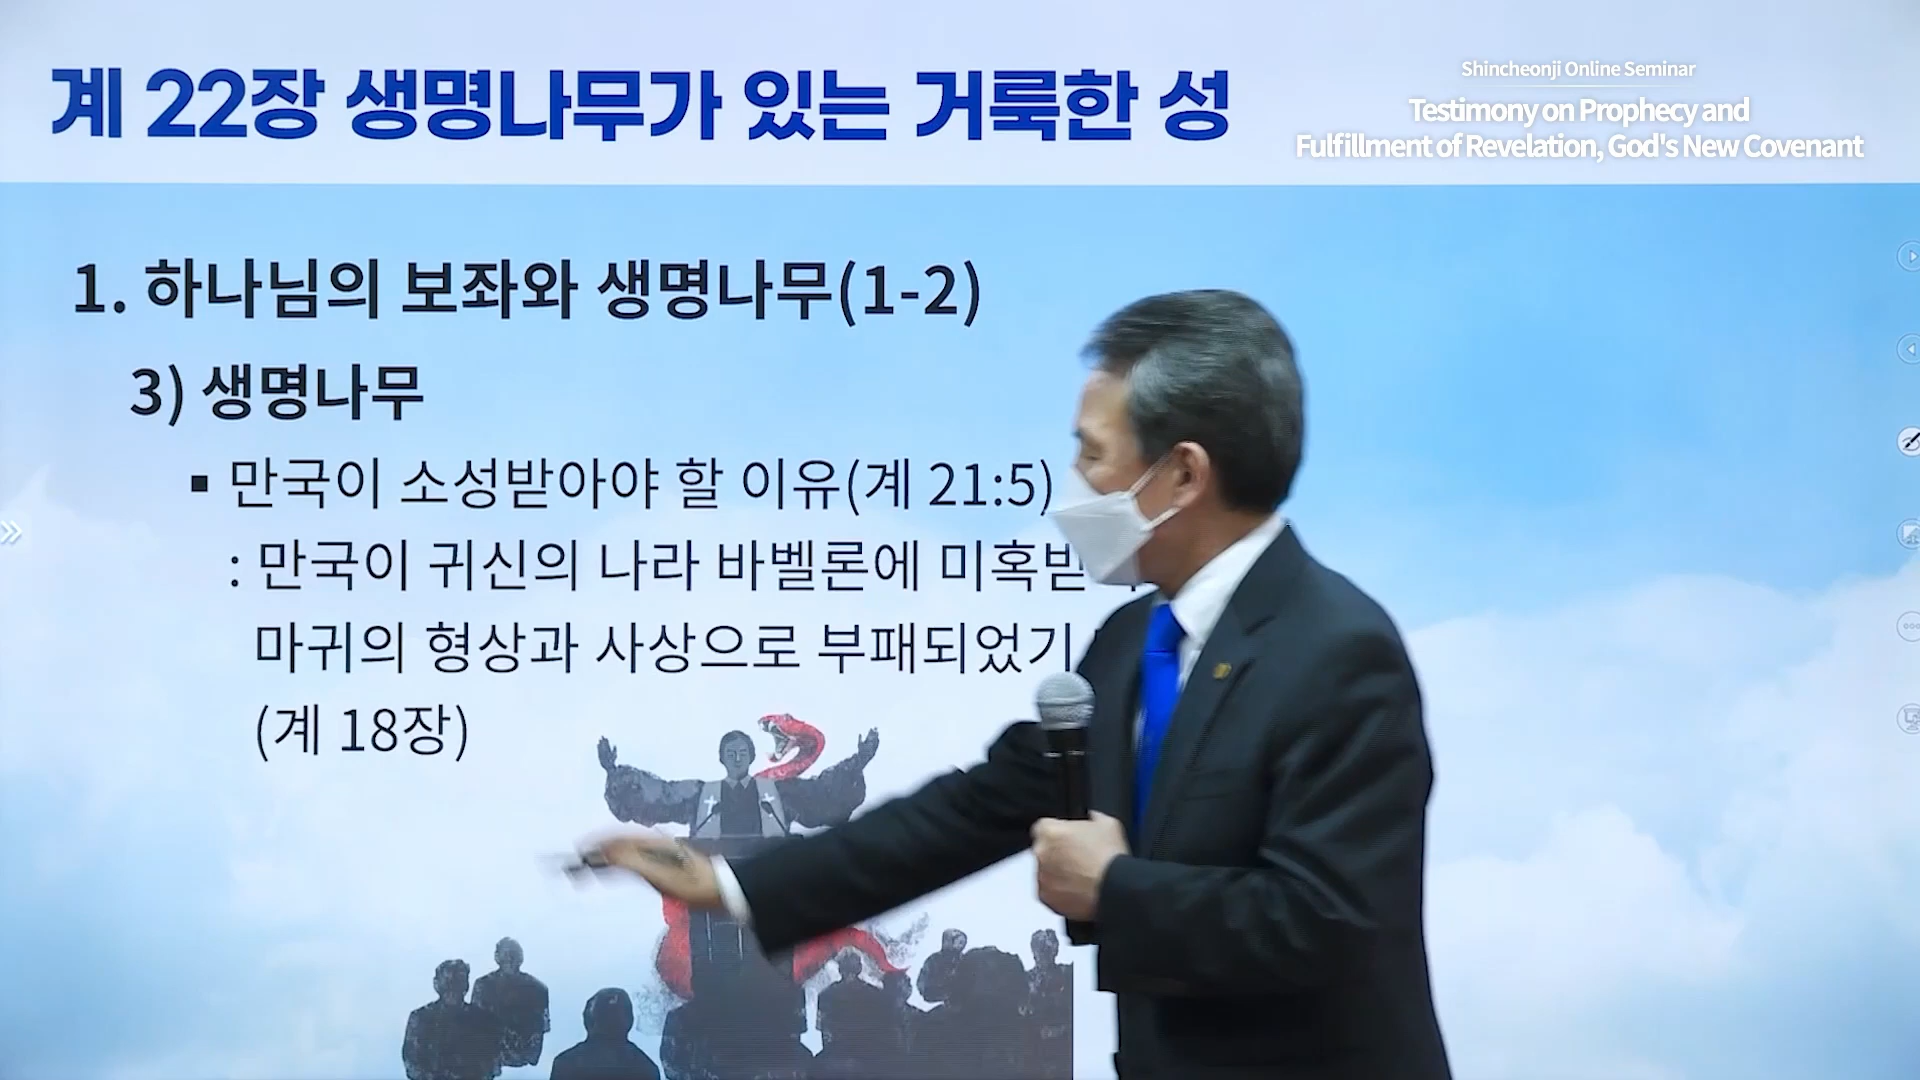 계 22장 생명나무가 있는 거룩한 성
Shincheonji Online Seminar
Testimony on Prophecy and
Fulfillment of Revelation, God's New Covenant
1. 하나님의 보좌와 생명나무(1-2)
3) 생명나무
▪ 만국이 소성받아야 할 이유(계 21:5)
: 만국이 귀신의 나라 바벨론에 미혹받
마귀의 형상과 사상으로 부패되었기
(계 18장)